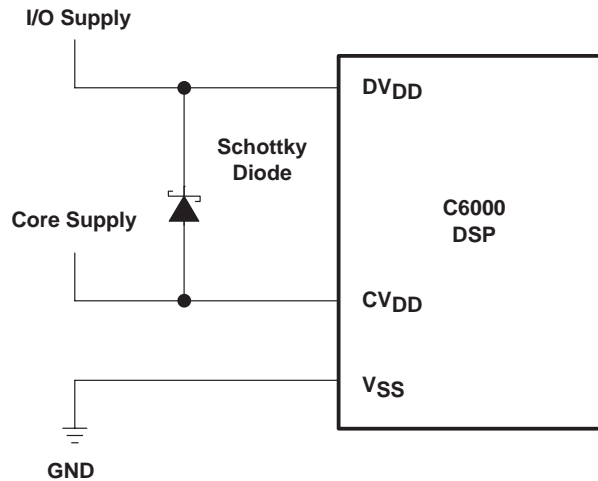 I/O Supply
DVDD
Schottky
Diode
Core Supply
C6000
DSP
CVDD
VSS
GND